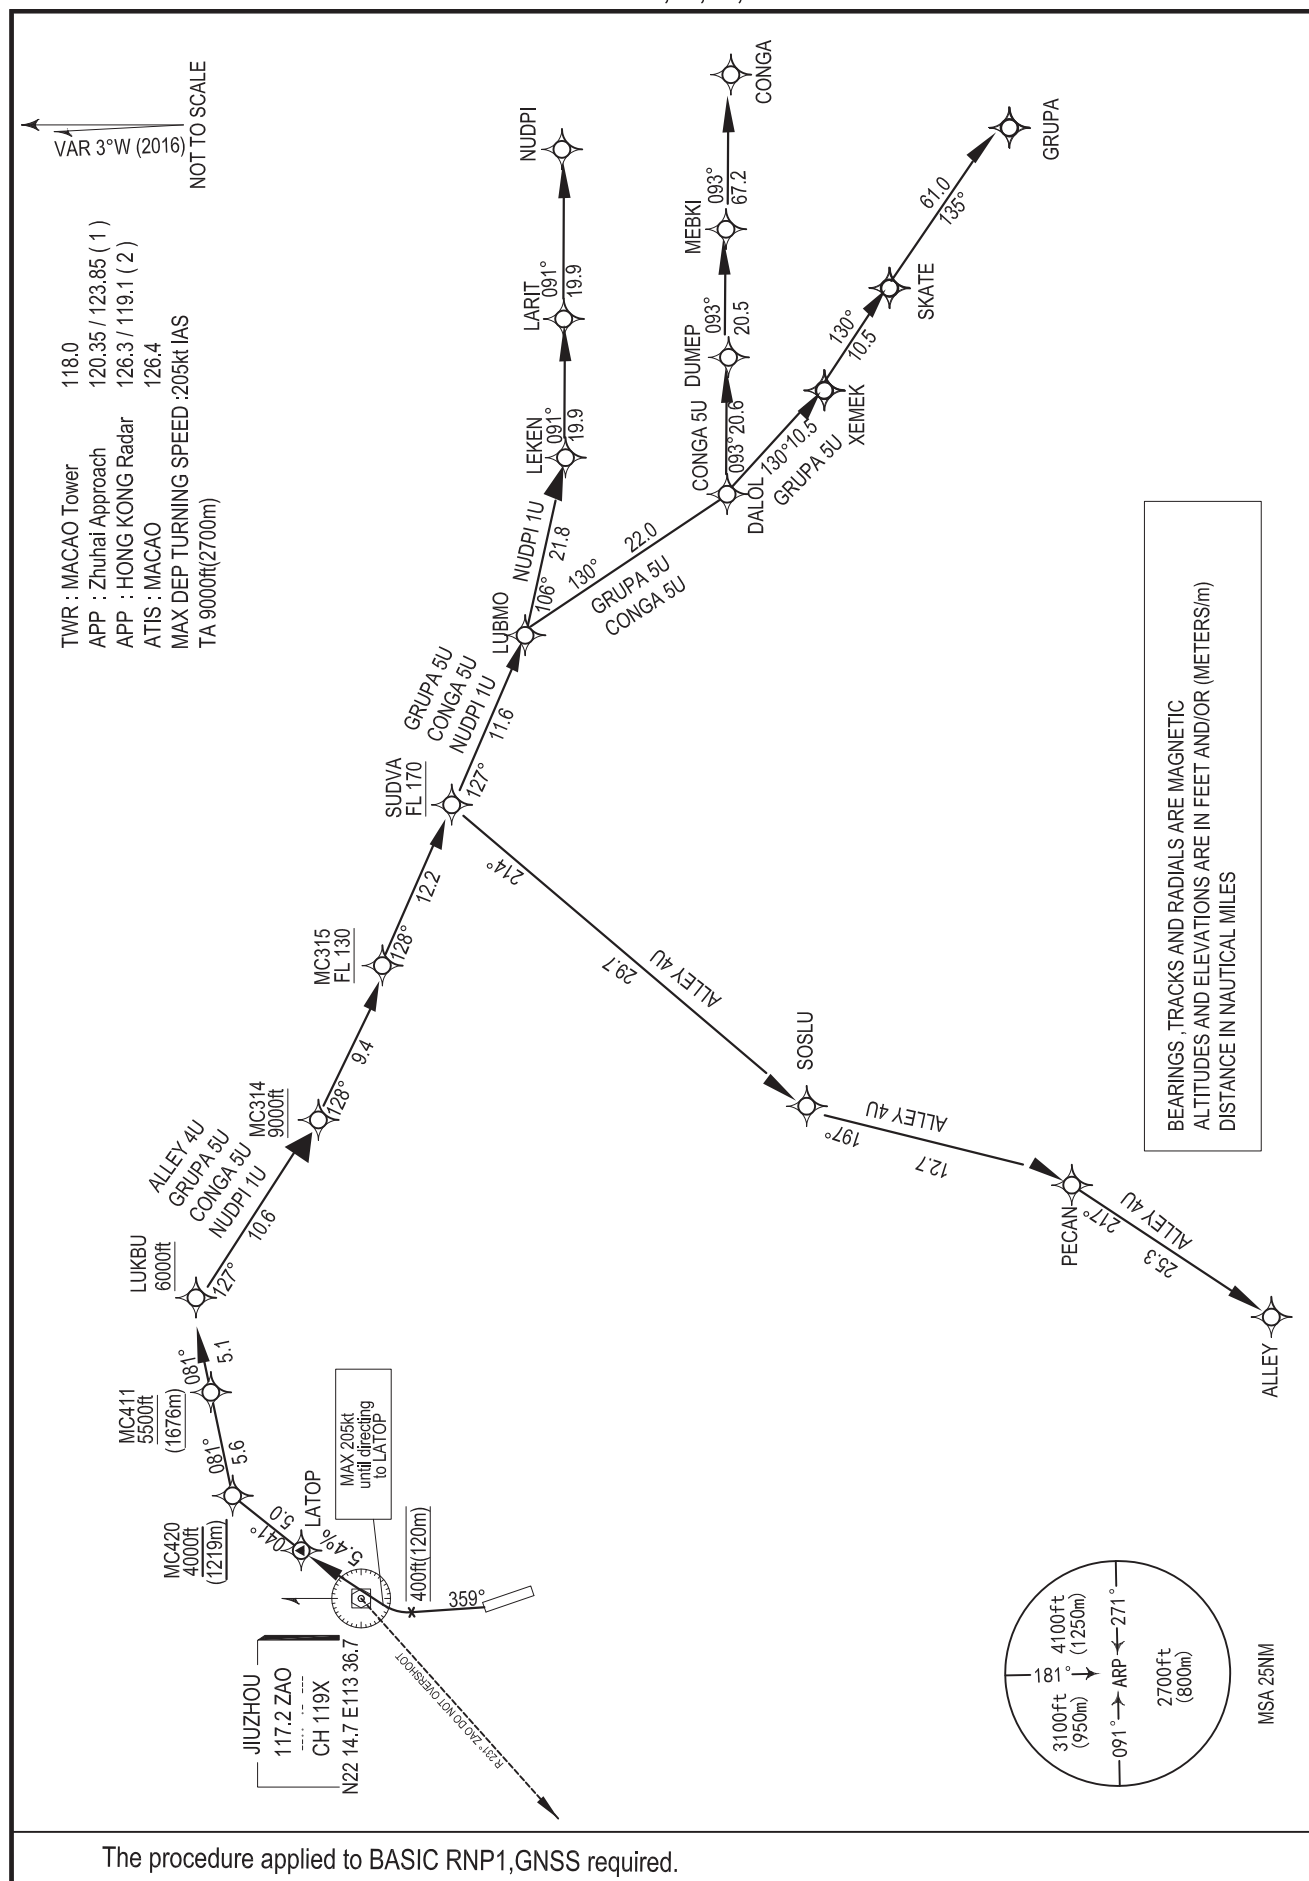 VAR 3°W (2016)
NOT TO SCALE
TWR : MACAO Tower 118.0
APP : Zhuhai Approach 120.35 / 123.85 ( 1 )
APP : HONG KONG Radar 126.3 / 119.1 ( 2 )
ATIS : MACAO 126.4
MAX DEP TURNING SPEED :205kt IAS
TA 9000ft(2700m)
NUDPI
LARIT
091°
19.9
LEKEN
091°
19.9
NUDPI 1U
106°
21.8
LUBMO
CONGA
MEBKI
093°
67.2
DUMEP
093°
20.5
CONGA 5U
093°
20.6
DALOL
130°
22.0
GRUPA 5U
CONGA 5U
130°
10.5
GRUPA 5U
XEMEK
130°
10.5
SKATE
61.0
135°
GRUPA
GRUPA 5U
CONGA 5U
NUDPI 1U
127°
11.6
SUDVA
FL 170
128°
12.2
MC315
FL 130
128°
9.4
MC314
9000ft
ALLEY 4U
GRUPA 5U
CONGA 5U
NUDPI 1U
127°
10.6
LUKBU
6000ft
081°
5.1
MC411
5500ft
(1676m)
081°
5.6
MC420
4000ft
(1219m)
041°
5.0
LATOP
5.4%
MAX 205kt
until directing
to LATOP
400ft(120m)
359°
JIUZHOU
117.2 ZAO
CH 119X
N22 14.7 E113 36.7
R 231° ZAO DO NOT OVERSHOOT
214°
29.7
ALLEY 4U
SOSLU
197°
12.7
ALLEY 4U
PECAN
217°
25.3
ALLEY 4U
ALLEY
BEARINGS ,TRACKS AND RADIALS ARE MAGNETIC
ALTITUDES AND ELEVATIONS ARE IN FEET AND/OR (METERS/m)
DISTANCE IN NAUTICAL MILES
3100ft
(950m)
181°
4100ft
(1250m)
091°
ARP
271°
2700ft
(800m)
MSA 25NM
The procedure applied to BASIC RNP1,GNSS required.